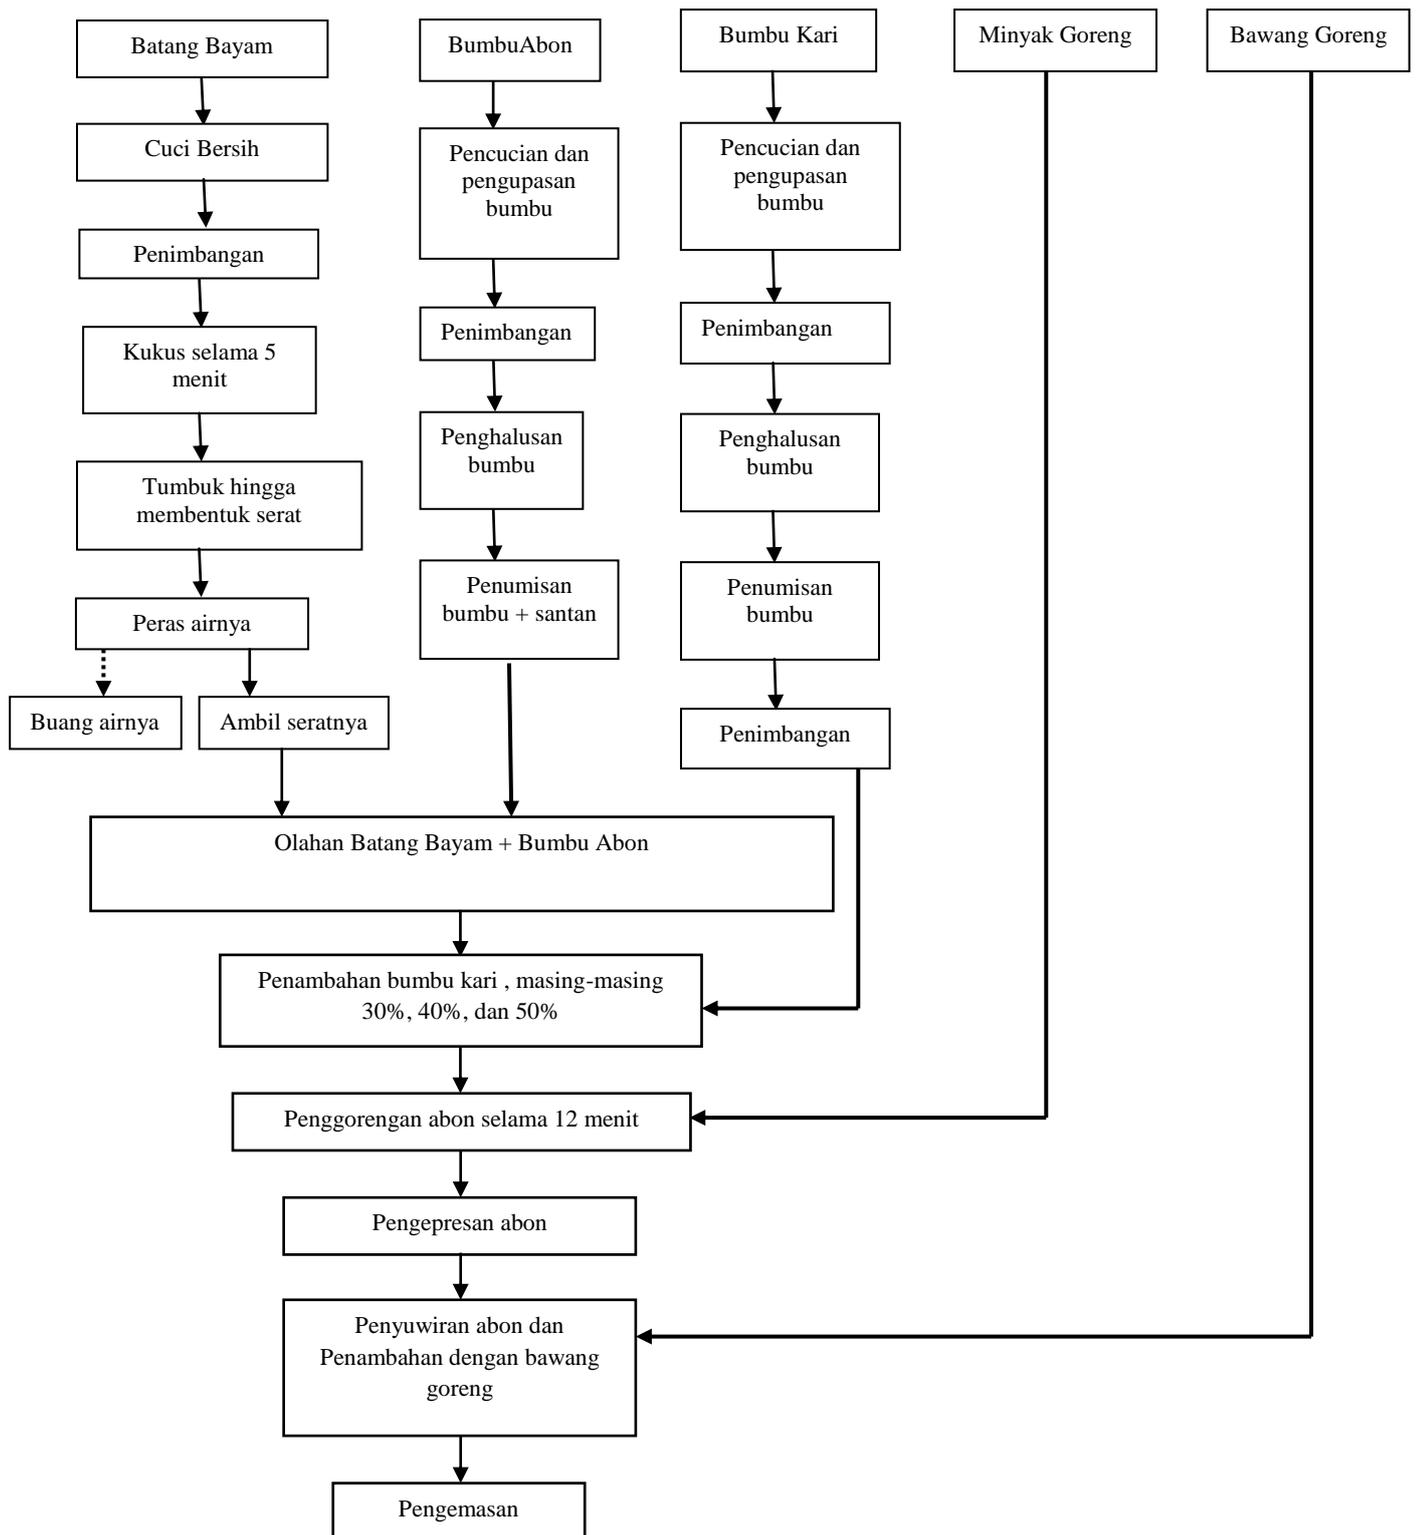 Batang Bayam
Cuci Bersih
Penimbangan
Kukus selama 5
menit
Tumbuk hingga
membentuk serat
Peras airnya
Buang airnya
Ambil seratnya
BumbuAbon
Pencucian dan
pengupasan
bumbu
Penimbangan
Penghalusan
bumbu
Penumisan
bumbu + santan
Bumbu Kari
Pencucian dan
pengupasan
bumbu
Penimbangan
Penghalusan
bumbu
Penumisan
bumbu
Penimbangan
Minyak Goreng
Bawang Goreng
Olahan Batang Bayam + Bumbu Abon
Penambahan bumbu kari , masing-masing
30%, 40%, dan 50%
Penggorengan abon selama 12 menit
Pengepresan abon
Penyuwiran abon dan
Penambahan dengan bawang
goreng
Pengemasan